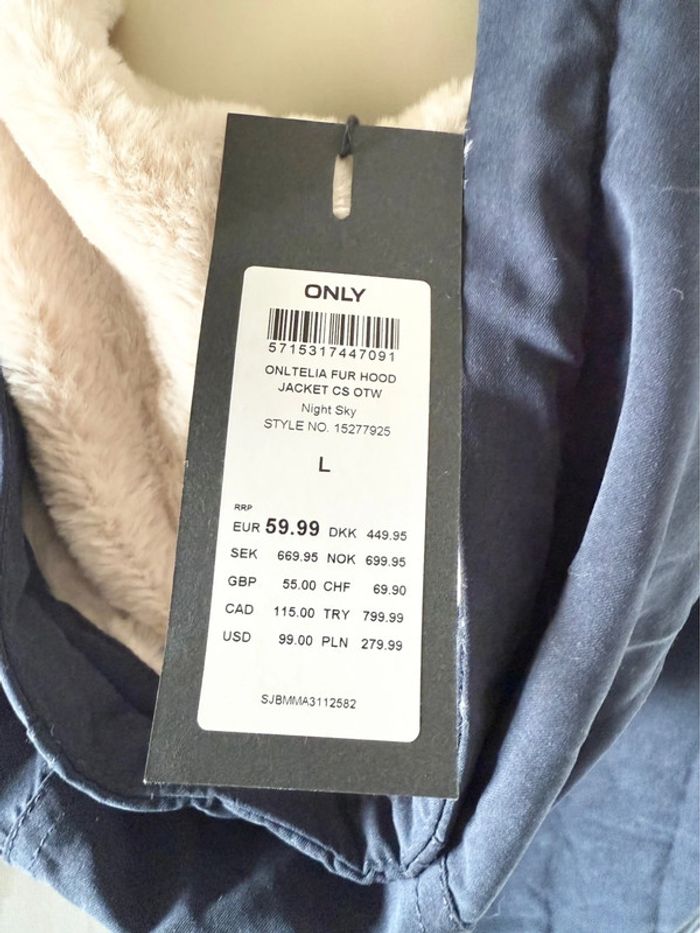 ONLY
5715317447091
ONLTELIA FUR HOOD
JACKET CS OTW
Night Sky
STYLE NO. 15277925
L
RRP
EUR 59.99 DKK 449.95
SEK 669.95 NOK 699.95
GBP 55.00 CHF 69.90
CAD 115.00 TRY 799.99
USD 99.00 PLN 279.99
SJBMMA3112582